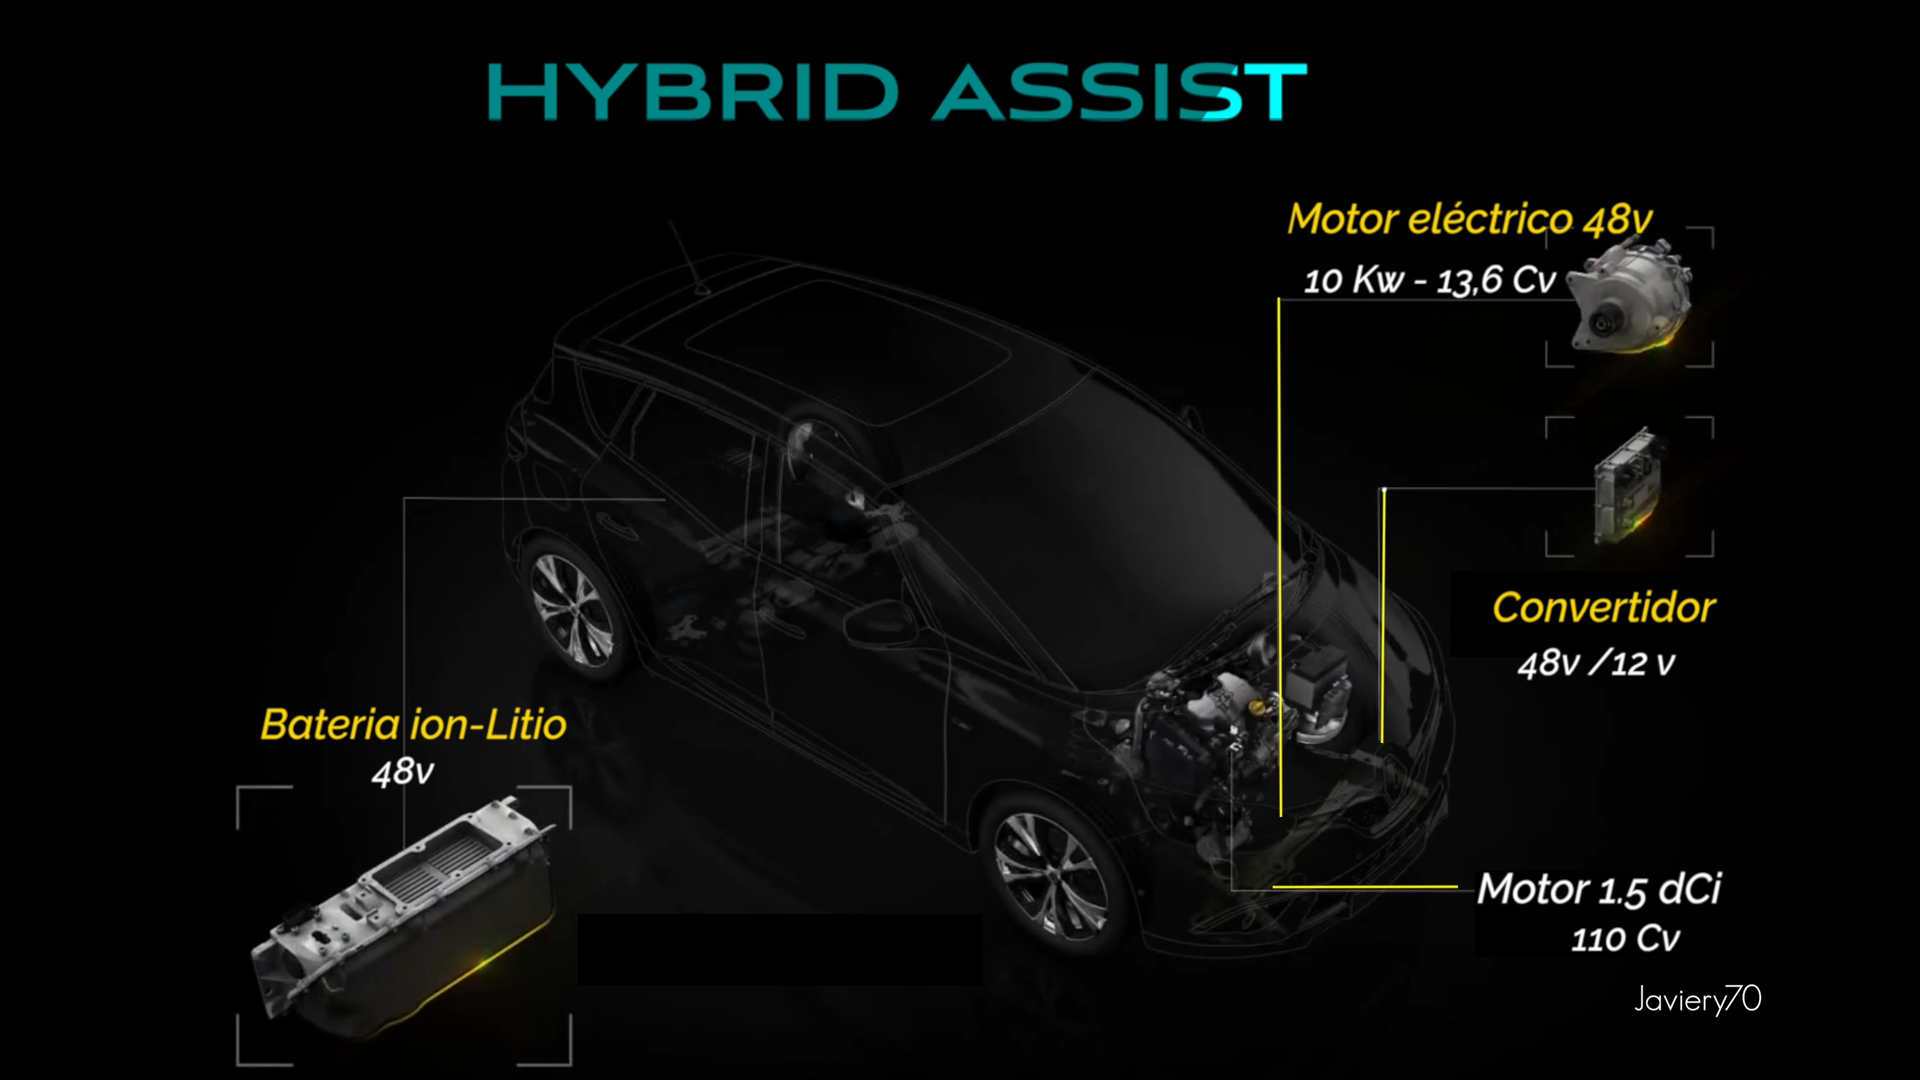 HYBRID ASSIST
Motor eléctrico 48v
10 Kw - 13,6 Cv
Convertidor
48v /12 v
Bateria ion-Litio
48v
Motor 1.5 dCi
110 Cv
Javiery70